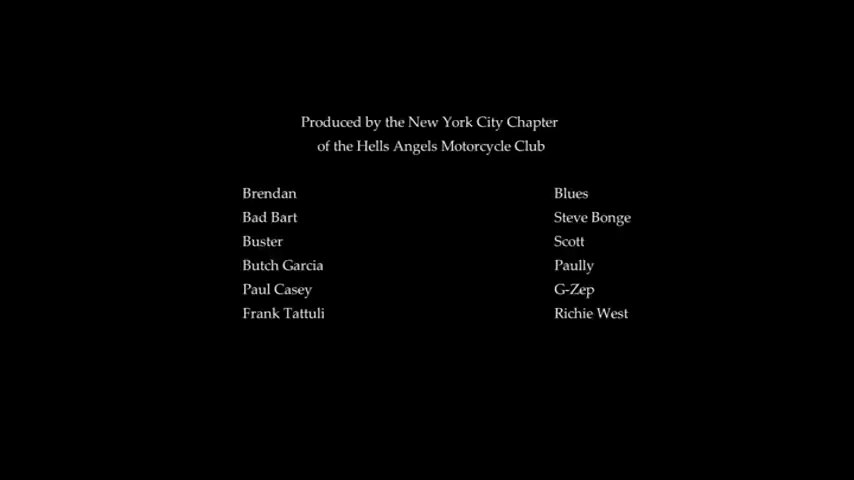 Produced by the New York City Chapter
of the Hells Angels Motorcycle Club
Brendan
Blues
Bad Bart
Steve Bonge
Buster
Scott
Butch Garcia
Paully
Paul Casey
G-Zep
Frank Tattuli
Richie West